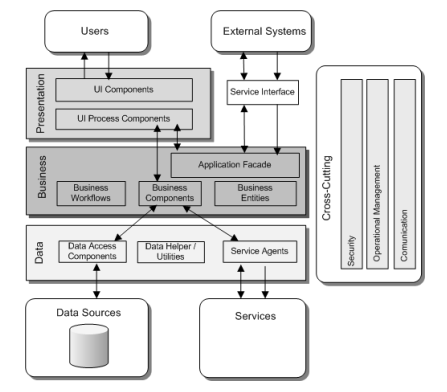 Users
External Systems
Presentation
UI Components
UI Process Components
Service Interface
Business
Application Facade
Business
Workflows
Business
Components
Business
Entities
Data
Data Access
Components
Data Helper /
Utilities
Service Agents
Data Sources
Services
Cross-Cutting
Security
Operational Management
Comunication